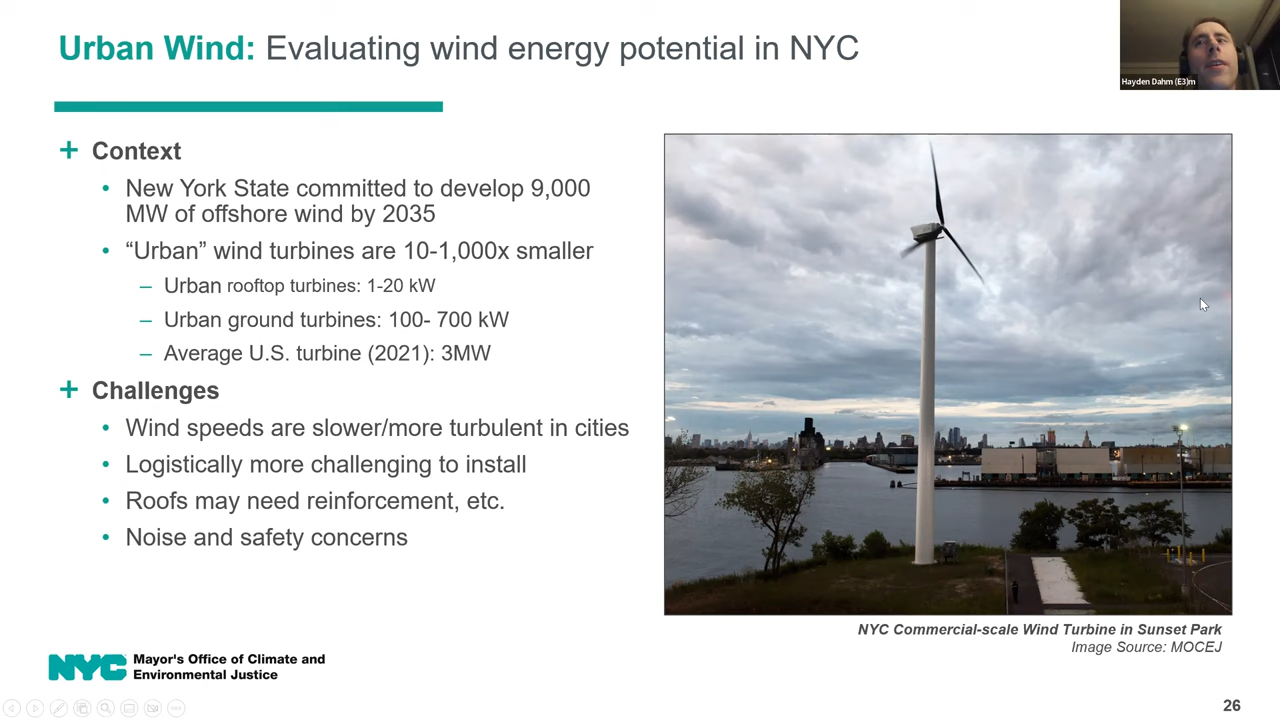 Urban Wind: Evaluating wind energy potential in NYC
Hayden Dahm (E3)m
+ Context
• New York State committed to develop 9,000
MW of offshore wind by 2035
• “Urban” wind turbines are 10-1,000x smaller
– Urban rooftop turbines: 1-20 kW
– Urban ground turbines: 100- 700 kW
– Average U.S. turbine (2021): 3MW
+ Challenges
• Wind speeds are slower/more turbulent in cities
• Logistically more challenging to install
• Roofs may need reinforcement, etc.
• Noise and safety concerns
NYC Commercial-scale Wind Turbine in Sunset Park
Image Source: MOCEJ
NYC Mayor's Office of Climate and
Environmental Justice
26